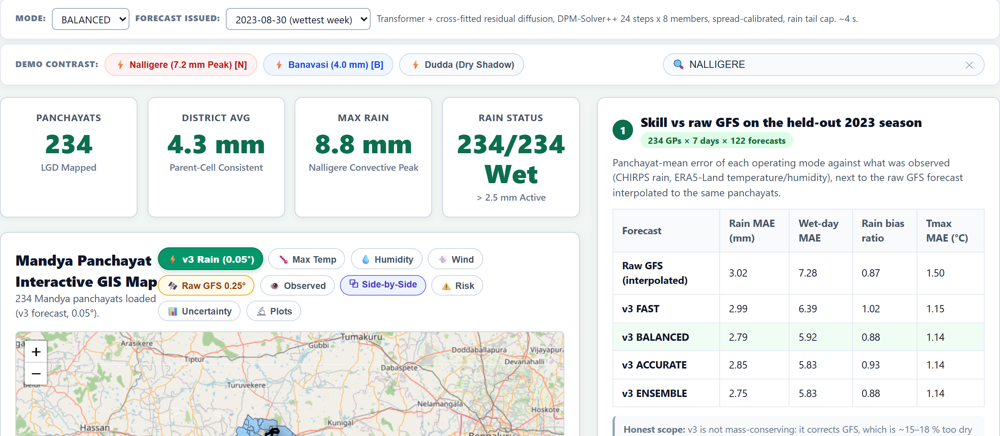 MODE: BALANCED FORECAST ISSUED: 2023-08-30 (wettest week) Transformer + cross-fitted residual diffusion, DPM-Solver++ 24 steps x 8 members, spread-calibrated, rain tail cap. ~4 s.
DEMO CONTRAST: Nalligere (7.2 mm Peak) [N] Banavasi (4.0 mm) [B] Dudda (Dry Shadow) NALLIGERE
PANCHAYATS
234
LGD Mapped
DISTRICT AVG
4.3 mm
Parent-Cell Consistent
MAX RAIN
8.8 mm
Nalligere Convective Peak
RAIN STATUS
234/234
Wet
> 2.5 mm Active
Mandya Panchayat
Interactive GIS Map
234 Mandya panchayats loaded
(v3 forecast, 0.05°).
v3 Rain (0.05°) Max Temp Humidity Wind
Raw GFS 0.25° Observed Side-by-Side Risk
Uncertainty Plots
+
−
Arasikere
Gubbi
Tumakuru
Doddaballapura
Tiptur
Dabaspete
Devanahalli
Turuvekere
Nelamangala
Hoskote
Kunigal
Hassan
1 Skill vs raw GFS on the held-out 2023 season
234 GPs × 7 days × 122 forecasts
Panchayat-mean error of each operating mode against what was observed
(CHIRPS rain, ERA5-Land temperature/humidity), next to the raw GFS forecast
interpolated to the same panchayats.
Forecast Rain MAE (mm) Wet-day MAE Rain bias ratio Tmax MAE (°C)
Raw GFS (interpolated) 3.02 7.28 0.87 1.50
v3 FAST 2.99 6.39 1.02 1.15
v3 BALANCED 2.79 5.92 0.88 1.14
v3 ACCURATE 2.85 5.83 0.93 1.14
v3 ENSEMBLE 2.75 5.83 0.88 1.14
Honest scope: v3 is not mass-conserving: it corrects GFS, which is ~15–18 % too dry